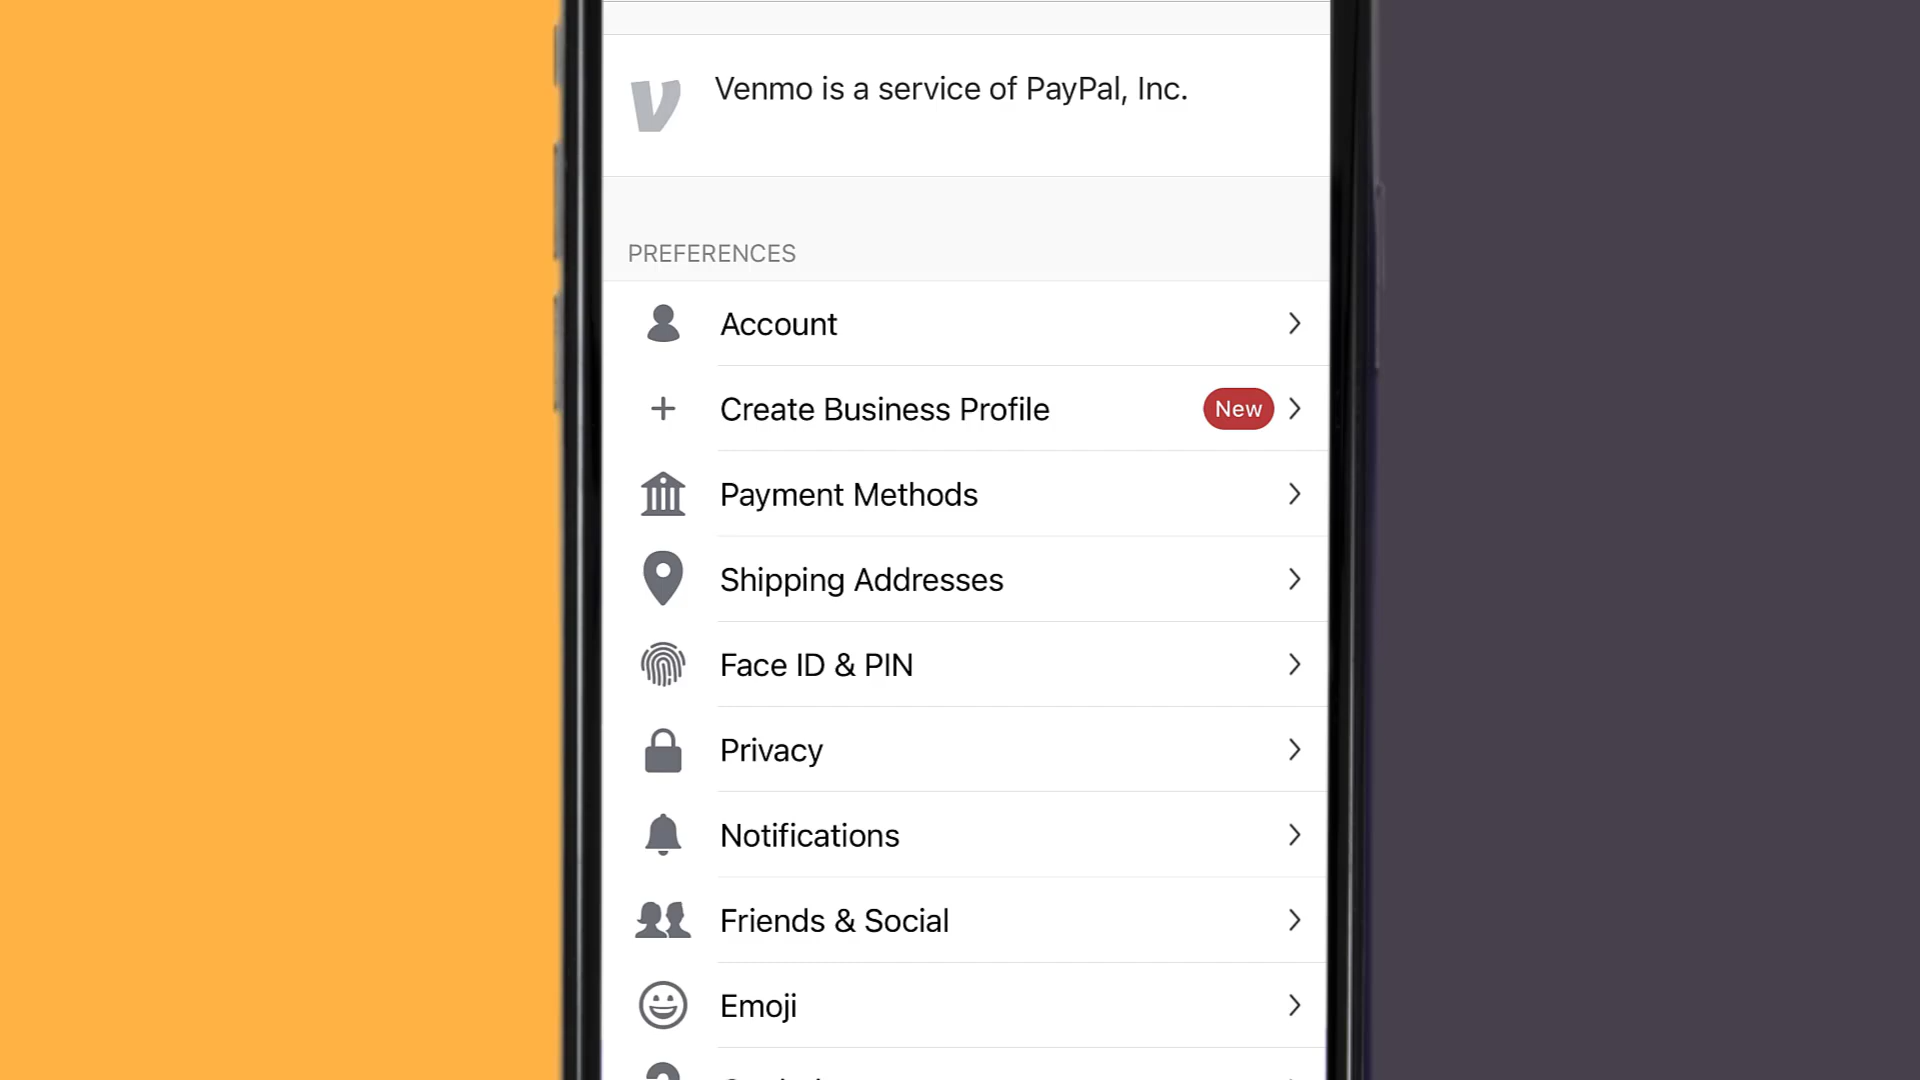 Venmo is a service of PayPal, Inc.
PREFERENCES
Account
Create Business Profile
New
Payment Methods
Shipping Addresses
Face ID & PIN
Privacy
Notifications
Friends & Social
Emoji